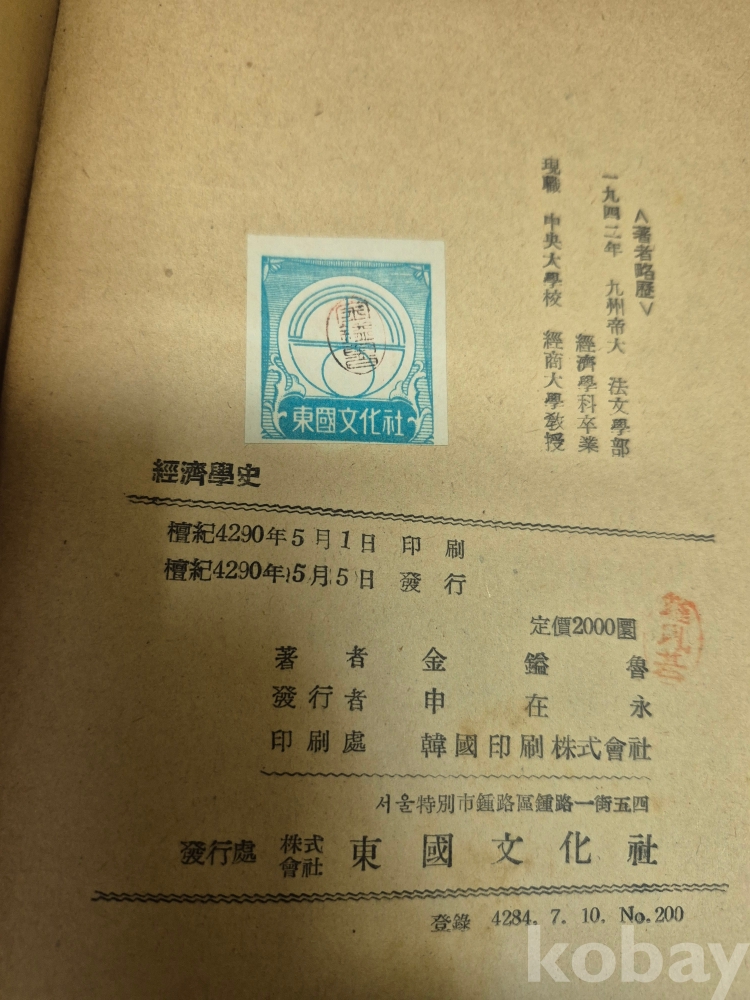 <著者略歷>
一九四二年 九州帝大 法文學部
經濟學科卒業
現職 中央大學校 經商大學教授
東國文化社
經濟學史
檀紀4290年5月1日 印刷
檀紀4290年5月5日 發行
定價2000圜
著者 金鎰魯
發行者 申在永
印刷處 韓國印刷株式會社
서울特別市鍾路區鍾路一街五四
發行處 株式會社 東國文化社
登錄 4284. 7. 10. No.200
kobay